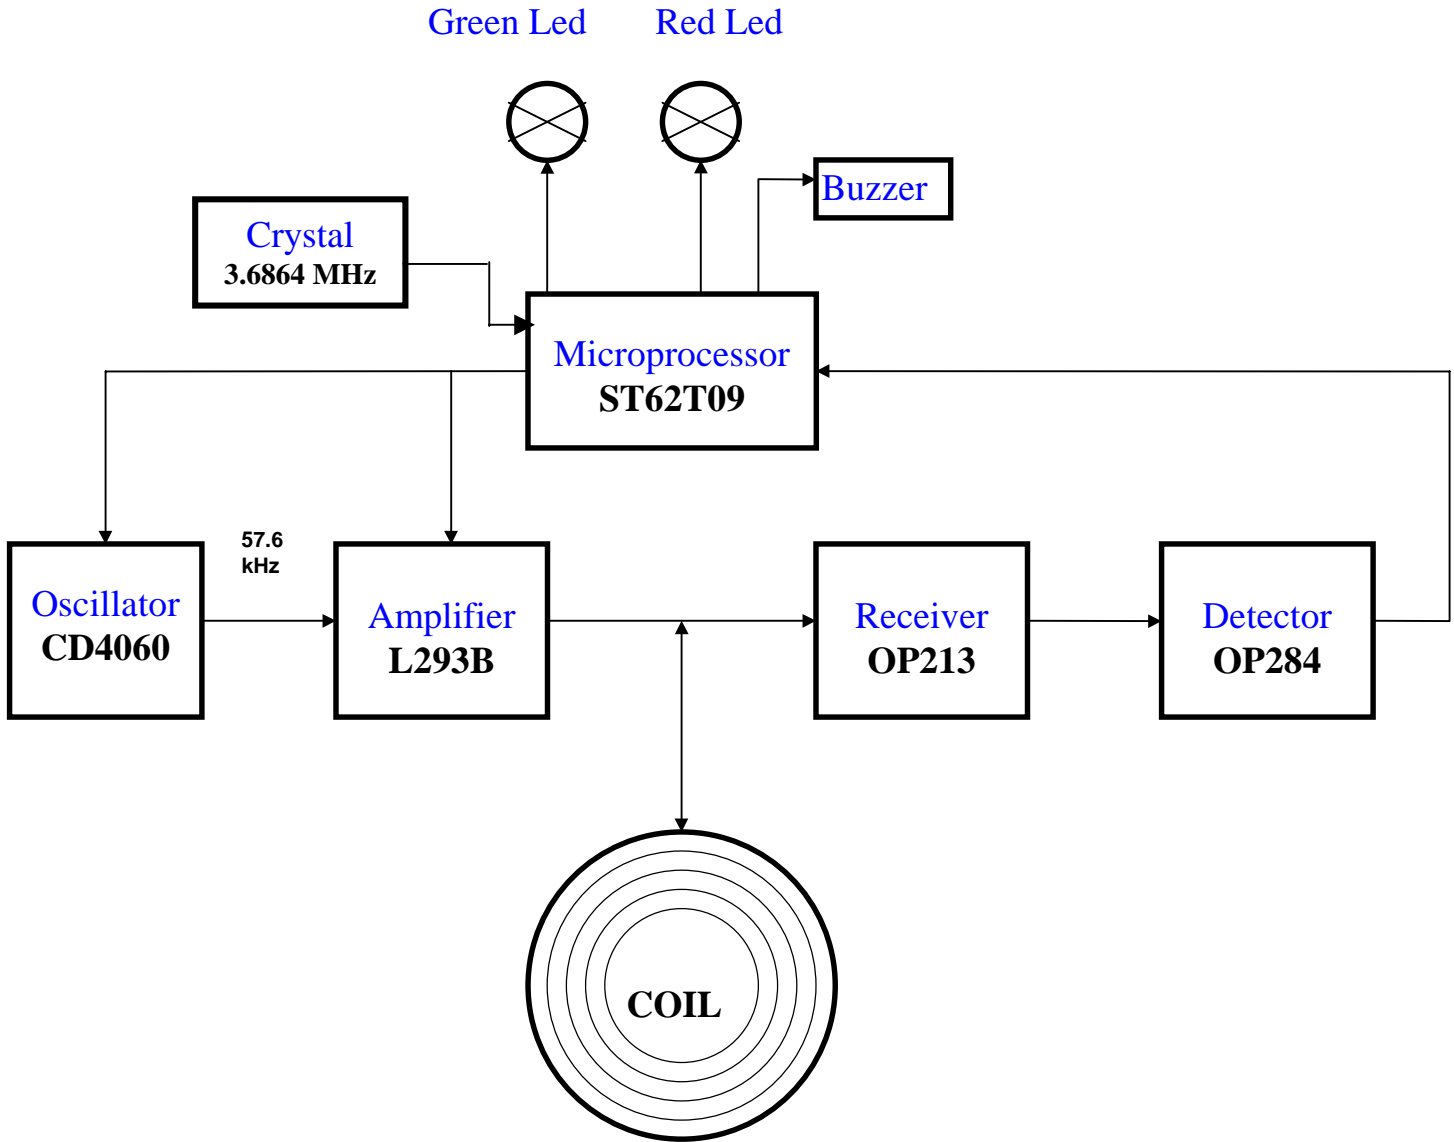 Green Led
Red Led
Buzzer
Crystal
3.6864 MHz
Microprocessor
ST62T09
57.6
kHz
Oscillator
CD4060
Amplifier
L293B
Receiver
OP213
Detector
OP284
COIL